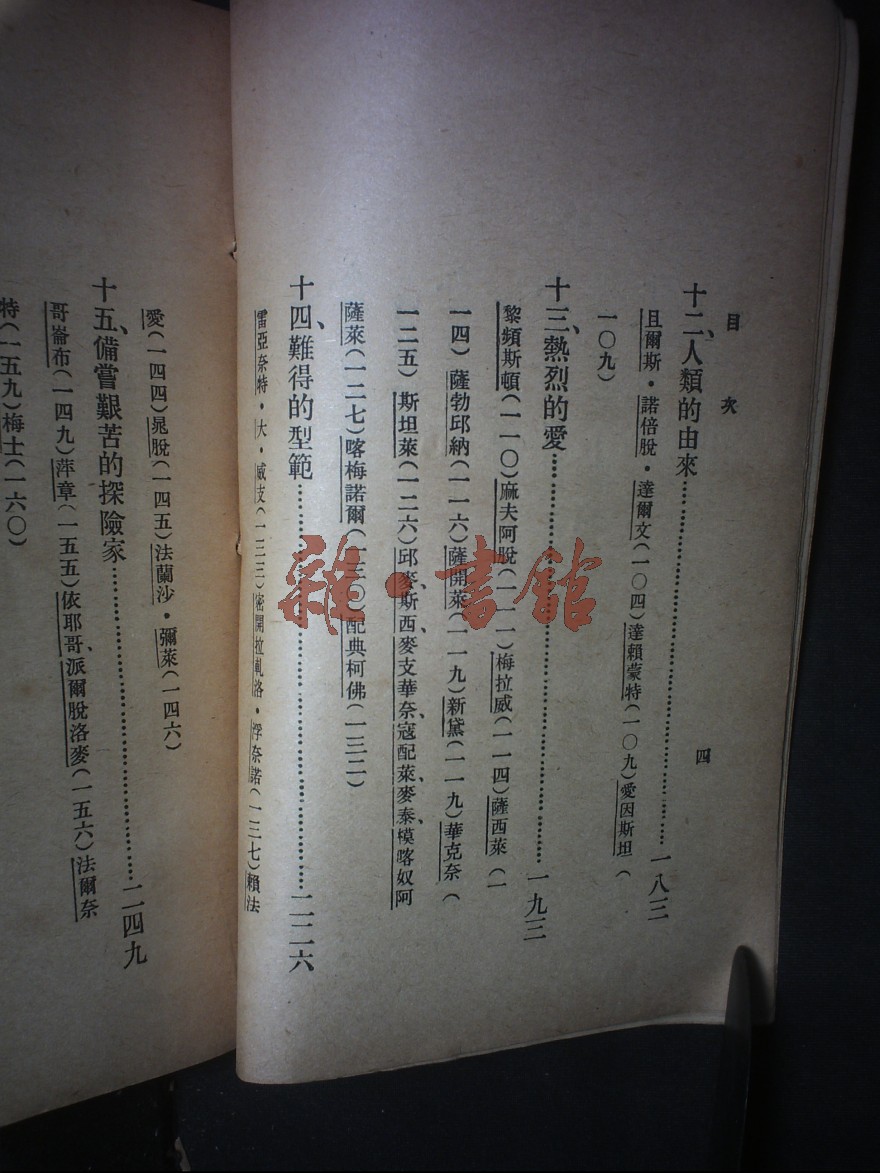 目次
四
十二、人類的由來……一八三
且爾斯・諾倍脫・達爾文（一〇四）達賴蒙特（一〇九）愛因斯坦（
一〇九）
十三、熱烈的愛……一九三
黎頻斯頓（一一〇）麻夫阿脫（一一一）梅拉威（一一四）薩西萊（一
一四）薩勃邱納（一一六）薩開萊（一一九）新黛（一一九）華克奈（
一二五）斯坦萊（一二六）邱麥、斯西麥、支華奈、寇配萊麥、泰模喀奴阿、
薩萊（一二七）喀梅諾爾（一三〇）配典柯佛（一三二）
十四、難得的型範……二二六
雷亞奈特・大・威支（一三三）密開拉軋洛・浮奈諾（一三七）賴法
愛（一四四）晁脫（一四五）法蘭沙・彌萊（一四六）
十五、備嘗艱苦的探險家……二四九
哥崙布（一四九）萍章（一五五）依耶哥、派爾脫洛麥（一五六）法爾奈
特（一五九）梅士（一六〇）
雜・書館